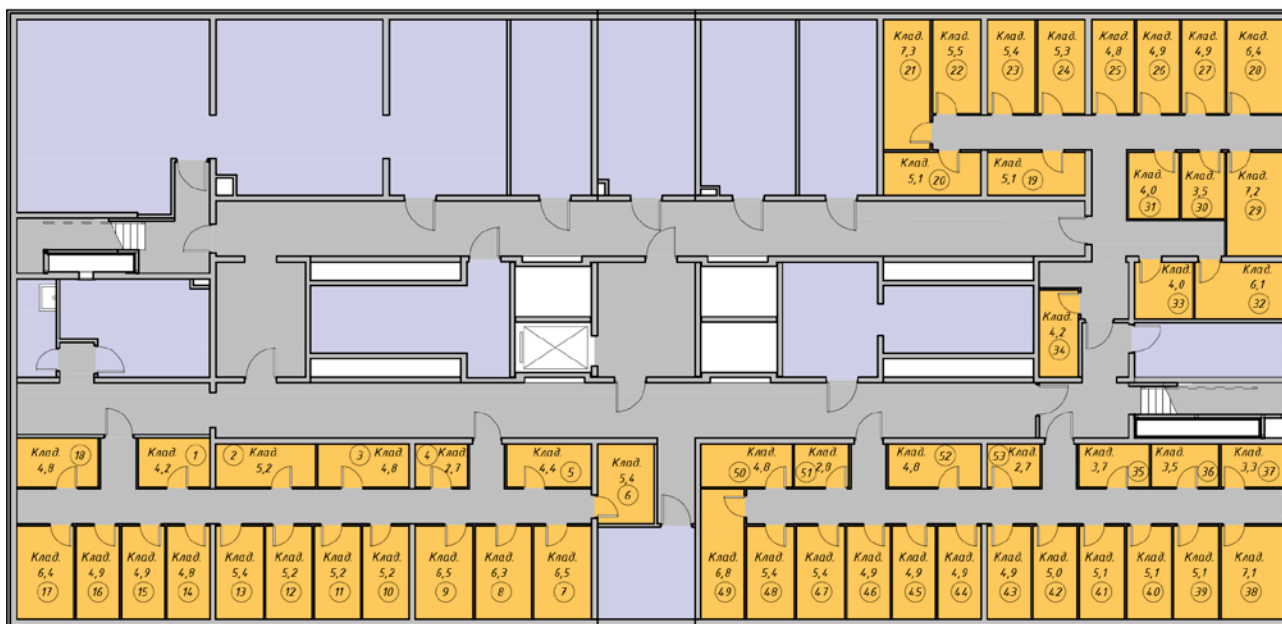 Клад. 7,3 21
Клад. 5,5 22
Клад. 5,4 23
Клад. 5,3 24
Клад. 4,8 25
Клад. 4,9 26
Клад. 4,9 27
Клад. 6,4 28
Клад. 5,1 20
Клад. 5,1 19
Клад. 4,0 31
Клад. 3,5 30
Клад. 7,2 29
Клад. 4,0 33
Клад. 6,1 32
Клад. 4,2 34
Клад. 4,8 18
Клад. 4,2 1
2 Клад. 5,2
3 Клад. 4,8
4 Клад. 2,7
Клад. 4,4 5
Клад. 5,4 6
50 Клад. 4,8
51 Клад. 2,8
Клад. 4,8 52
53 Клад. 2,7
Клад. 3,7 35
Клад. 3,5 36
Клад. 3,3 37
Клад. 6,4 17
Клад. 4,9 16
Клад. 4,9 15
Клад. 4,8 14
Клад. 5,4 13
Клад. 5,2 12
Клад. 5,2 11
Клад. 5,2 10
Клад. 6,5 9
Клад. 6,3 8
Клад. 6,5 7
Клад. 6,8 49
Клад. 5,4 48
Клад. 5,4 47
Клад. 4,9 46
Клад. 4,9 45
Клад. 4,9 44
Клад. 4,9 43
Клад. 5,0 42
Клад. 5,1 41
Клад. 5,1 40
Клад. 5,1 39
Клад. 7,1 38